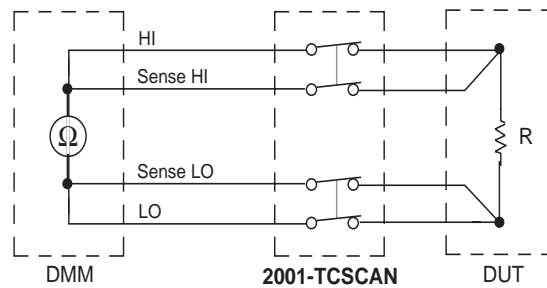 HI
Sense HI
Ω
R
Sense LO
LO
DMM
2001-TCSCAN
DUT